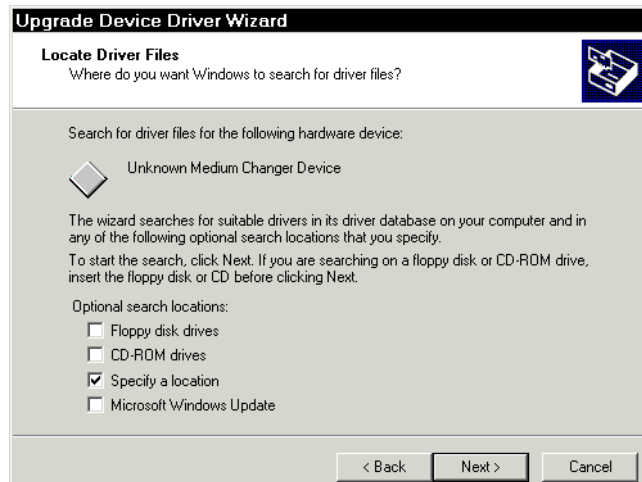 Upgrade Device Driver Wizard
Locate Driver Files
Where do you want Windows to search for driver files?
Search for driver files for the following hardware device:
Unknown Medium Changer Device
The wizard searches for suitable drivers in its driver database on your computer and in
any of the following optional search locations that you specify.
To start the search, click Next. If you are searching on a floppy disk or CD-ROM drive,
insert the floppy disk or CD before clicking Next.
Optional search locations:
Floppy disk drives
CD-ROM drives
Specify a location
Microsoft Windows Update
< Back Next > Cancel